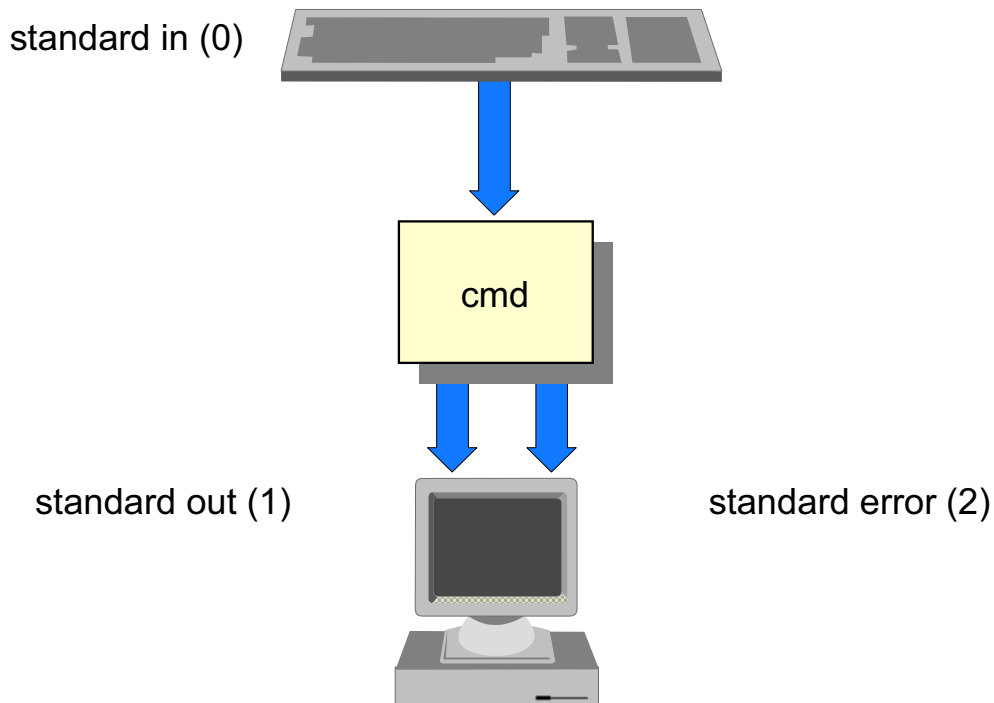 standard in (0)
cmd
standard out (1)
standard error (2)